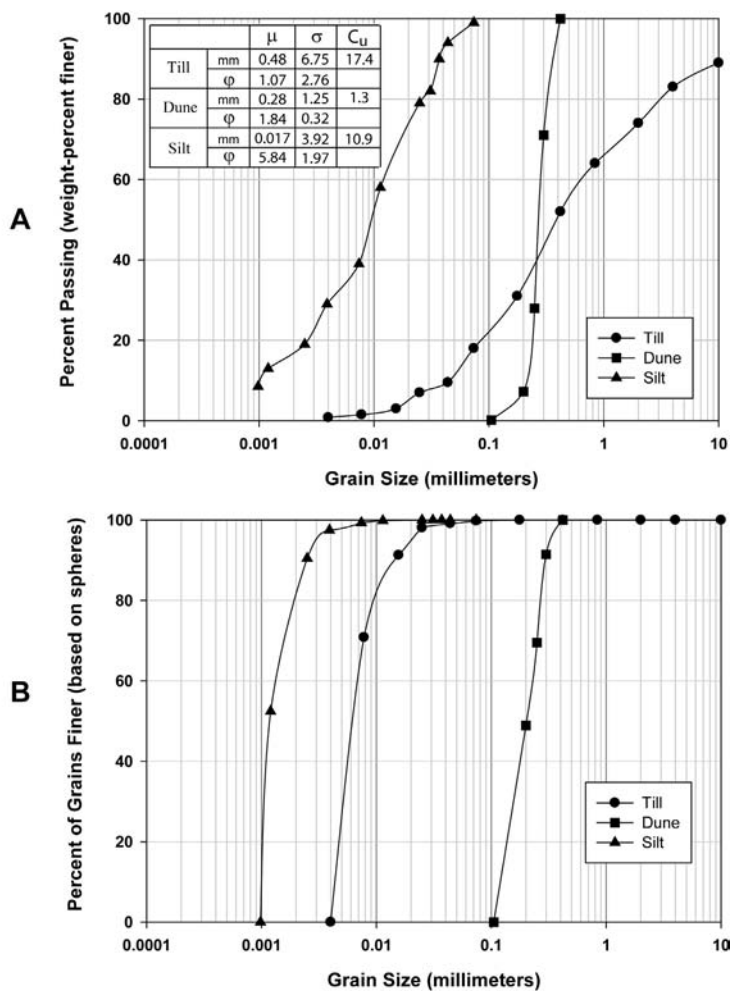 A
Percent Passing (weight-percent finer)
100
80
60
40
20
0
μ σ Cu
Till mm 0.48 6.75 17.4
φ 1.07 2.76
Dune mm 0.28 1.25 1.3
φ 1.84 0.32
Silt mm 0.017 3.92 10.9
φ 5.84 1.97
Till
Dune
Silt
0.0001 0.001 0.01 0.1 1 10
Grain Size (millimeters)
B
Percent of Grains Finer (based on spheres)
100
80
60
40
20
0
Till
Dune
Silt
0.0001 0.001 0.01 0.1 1 10
Grain Size (millimeters)